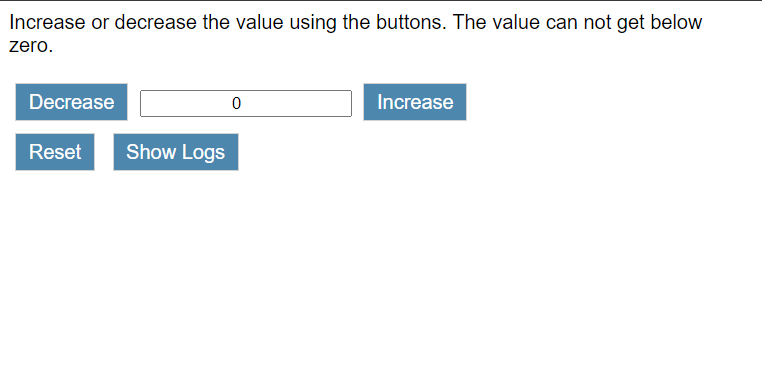 Increase or decrease the value using the buttons. The value can not get below
zero.
Decrease 0 Increase
Reset Show Logs